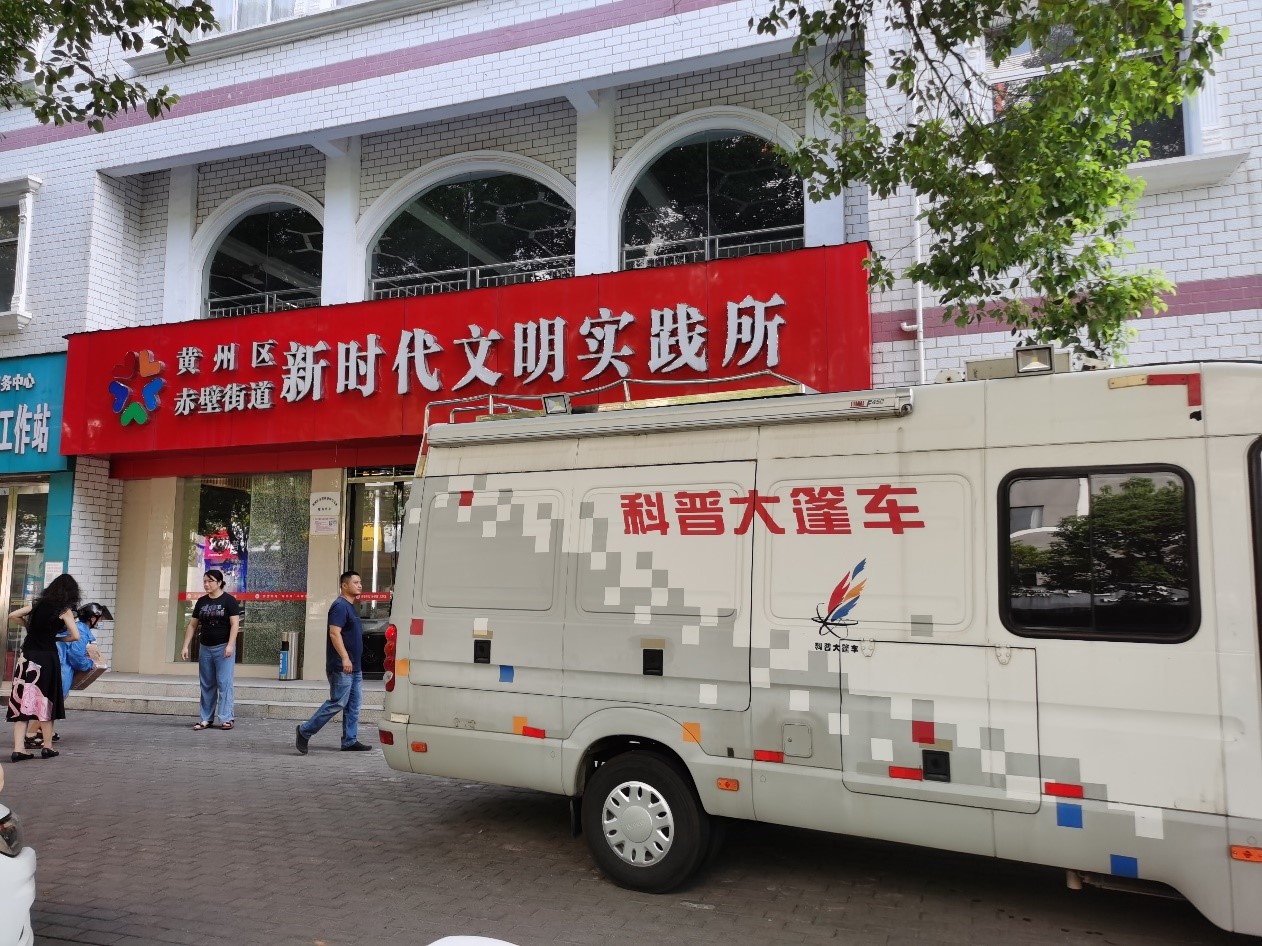 黄州区
赤壁街道
新时代文明实践所
务中心
工作站
科普大篷车
科普大篷车